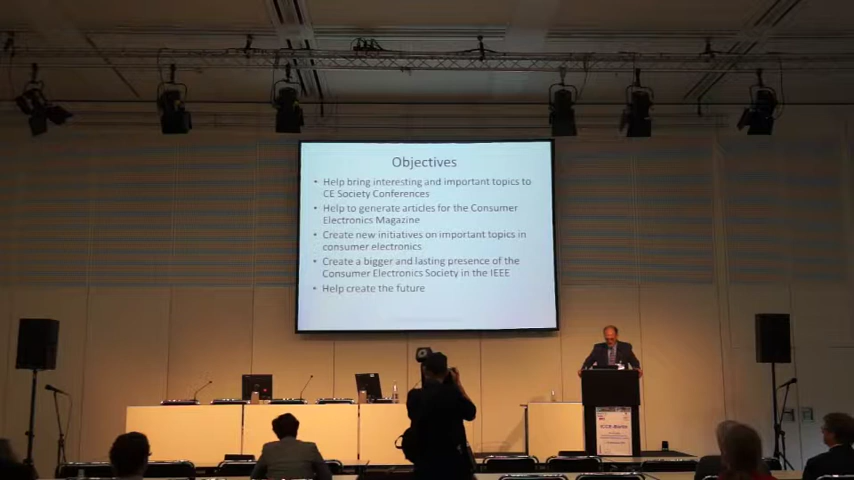 Objectives
• Help bring interesting and important topics to
CE Society Conferences
• Help to generate articles for the Consumer
Electronics Magazine
• Create new initiatives on important topics in
consumer electronics
• Create a bigger and lasting presence of the
Consumer Electronics Society in the IEEE
• Help create the future
ICCE-Berlin